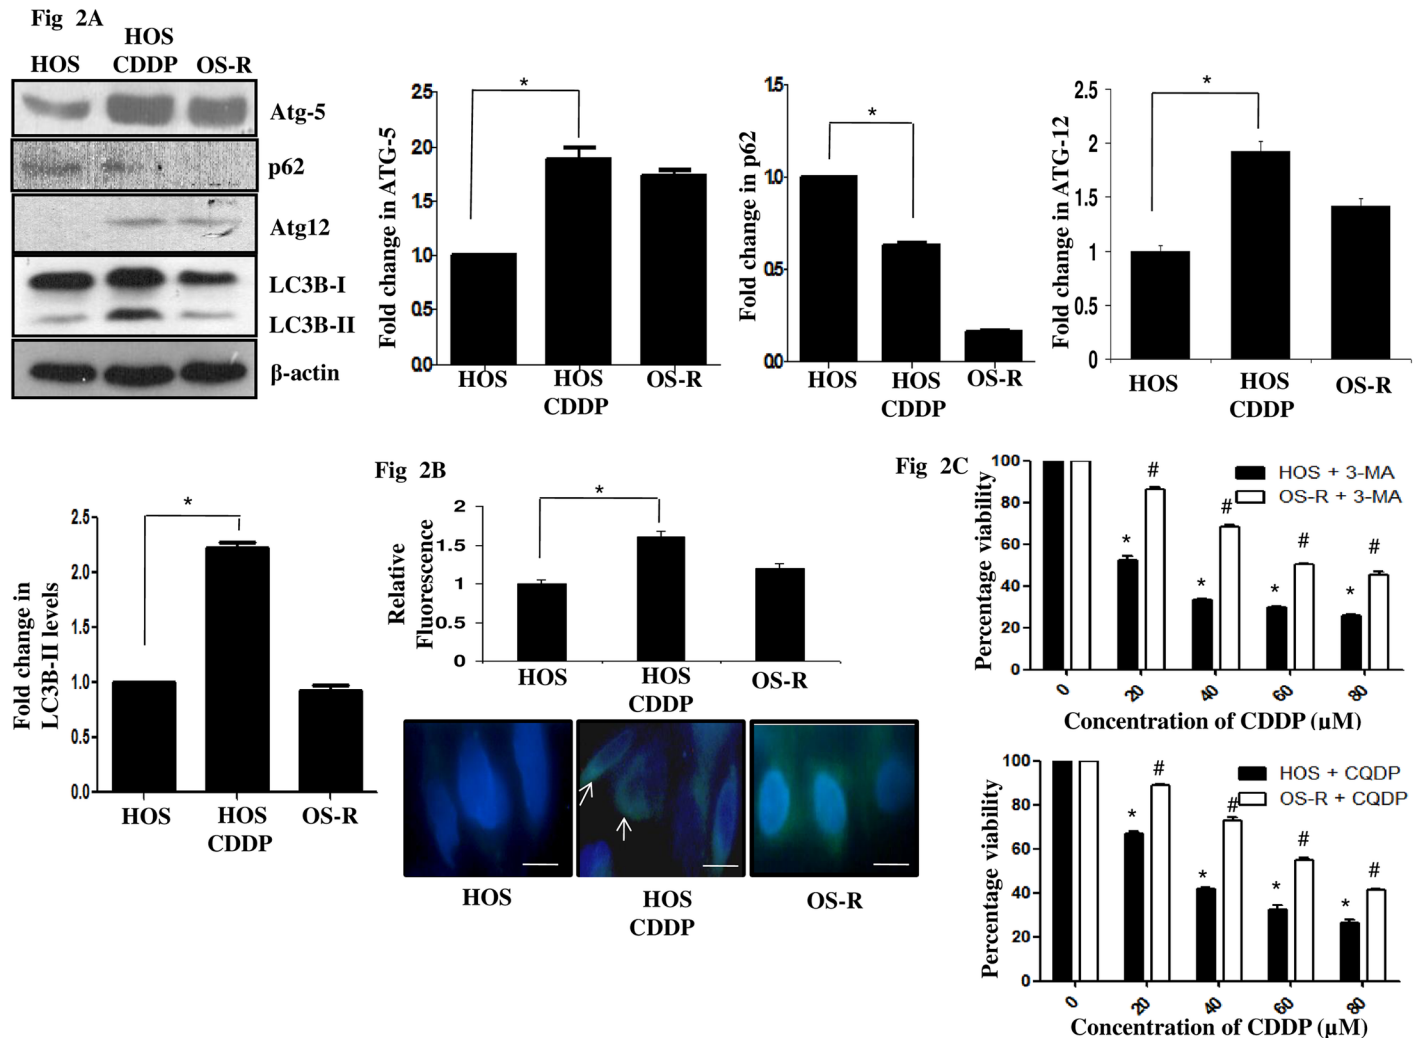 Fig 2A
HOS
HOS
CDDP
OS-R
Atg-5
p62
Atg12
LC3B-I
LC3B-II
β-actin
Fold change in ATG-5
2.5
2.0
1.5
1.0
0.5
0.0
*
HOS
HOS
CDDP
OS-R
Fold change in p62
1.5
1.0
0.5
0.0
*
HOS
HOS
CDDP
OS-R
Fold change in ATG-12
2.5
2
1.5
1
0.5
0
*
HOS
HOS
CDDP
OS-R
Fold change in
LC3B-II levels
2.5
2.0
1.5
1.0
0.5
0.0
*
HOS
HOS
CDDP
OS-R
Fig 2B
Relative
Fluorescence
2
1.5
1
0.5
0
*
HOS
HOS
CDDP
OS-R
HOS
HOS
CDDP
OS-R
Fig 2C
Percentage viability
100
80
60
40
20
0
HOS + 3-MA
OS-R + 3-MA
* # * # * # * #
0 20 40 60 80
Concentration of CDDP (µM)
Percentage viability
100
80
60
40
20
0
HOS + CQDP
OS-R + CQDP
* # * # * # * #
0 20 40 60 80
Concentration of CDDP (µM)